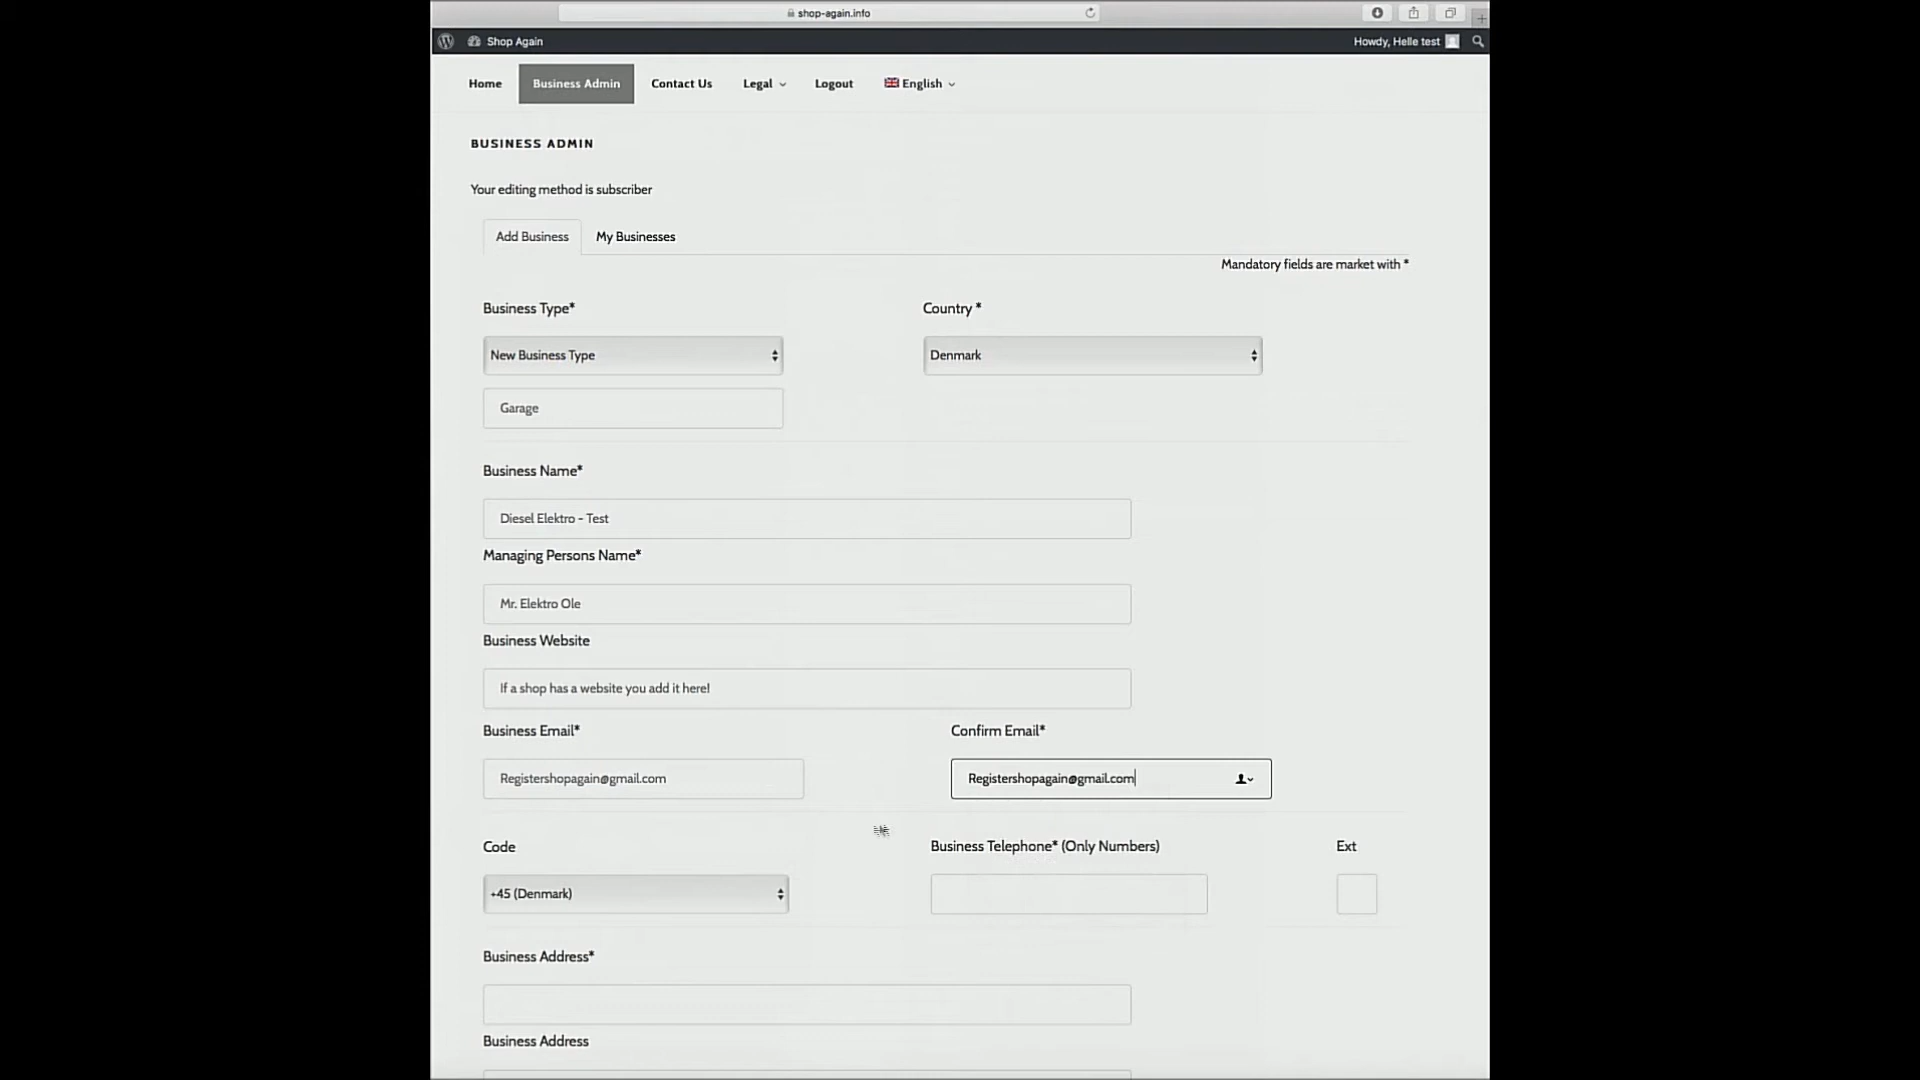 shop-again.info
Shop Again
Howdy, Helle test
Home
Business Admin
Contact Us
Legal
Logout
English
BUSINESS ADMIN
Your editing method is subscriber
Add Business
My Businesses
Mandatory fields are market with *
Business Type*
Country *
New Business Type
Denmark
Garage
Business Name*
Diesel Elektro - Test
Managing Persons Name*
Mr. Elektro Ole
Business Website
If a shop has a website you add it here!
Business Email*
Confirm Email*
Registershopagain@gmail.com
Registershopagain@gmail.com
Code
Business Telephone* (Only Numbers)
Ext
+45 (Denmark)
Business Address*
Business Address